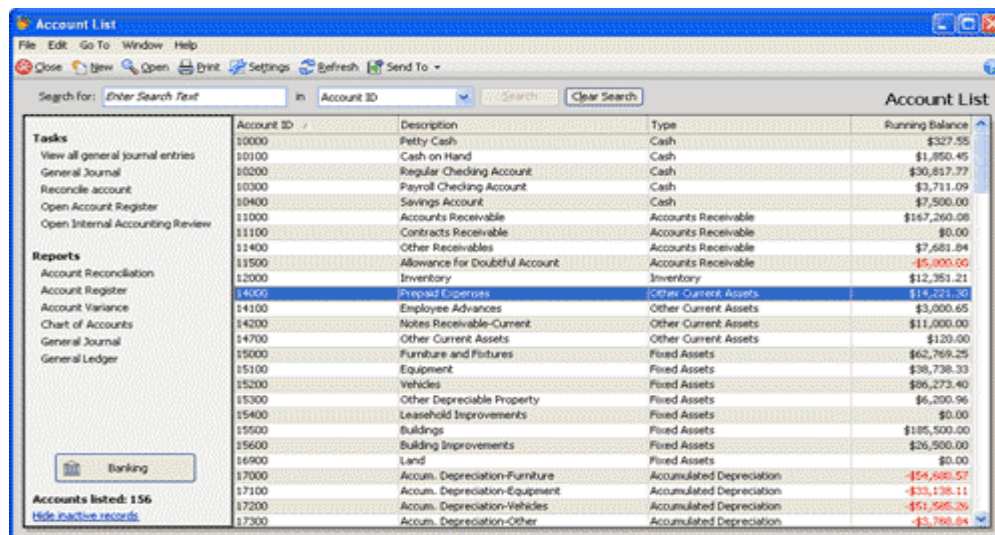 Account List
File Edit Go To Window Help
Close New Open Print Settings Refresh Send To
Search for: Enter Search Text in Account ID Search Clear Search Account List
Tasks
View all general journal entries
General Journal
Reconcile account
Open Account Register
Open Internal Accounting Review
Reports
Account Reconciliation
Account Register
Account Variance
Chart of Accounts
General Journal
General Ledger
Banking
Accounts listed: 156
Hide inactive records
Account ID Description Type Running Balance
10000 Petty Cash Cash $327.55
10100 Cash on Hand Cash $1,850.45
10200 Regular Checking Account Cash $30,817.77
10300 Payroll Checking Account Cash $3,711.09
10400 Savings Account Cash $7,500.00
11000 Accounts Receivable Accounts Receivable $167,260.08
11100 Contracts Receivable Accounts Receivable $0.00
11400 Other Receivables Accounts Receivable $7,681.84
11500 Allowance for Doubtful Account Accounts Receivable -$5,000.00
12000 Inventory Inventory $12,351.21
14000 Prepaid Expenses Other Current Assets $14,221.30
14100 Employee Advances Other Current Assets $3,000.65
14200 Notes Receivable-Current Other Current Assets $11,000.00
14700 Other Current Assets Other Current Assets $120.00
15000 Furniture and Fixtures Fixed Assets $62,769.25
15100 Equipment Fixed Assets $38,738.33
15200 Vehicles Fixed Assets $86,273.40
15300 Other Depreciable Property Fixed Assets $6,200.96
15400 Leasehold Improvements Fixed Assets $0.00
15500 Buildings Fixed Assets $185,500.00
15600 Building Improvements Fixed Assets $26,500.00
16900 Land Fixed Assets $0.00
17000 Accum. Depreciation-Furniture Accumulated Depreciation -$54,680.57
17100 Accum. Depreciation-Equipment Accumulated Depreciation -$33,138.11
17200 Accum. Depreciation-Vehicles Accumulated Depreciation -$51,585.26
17300 Accum. Depreciation-Other Accumulated Depreciation -$3,788.84